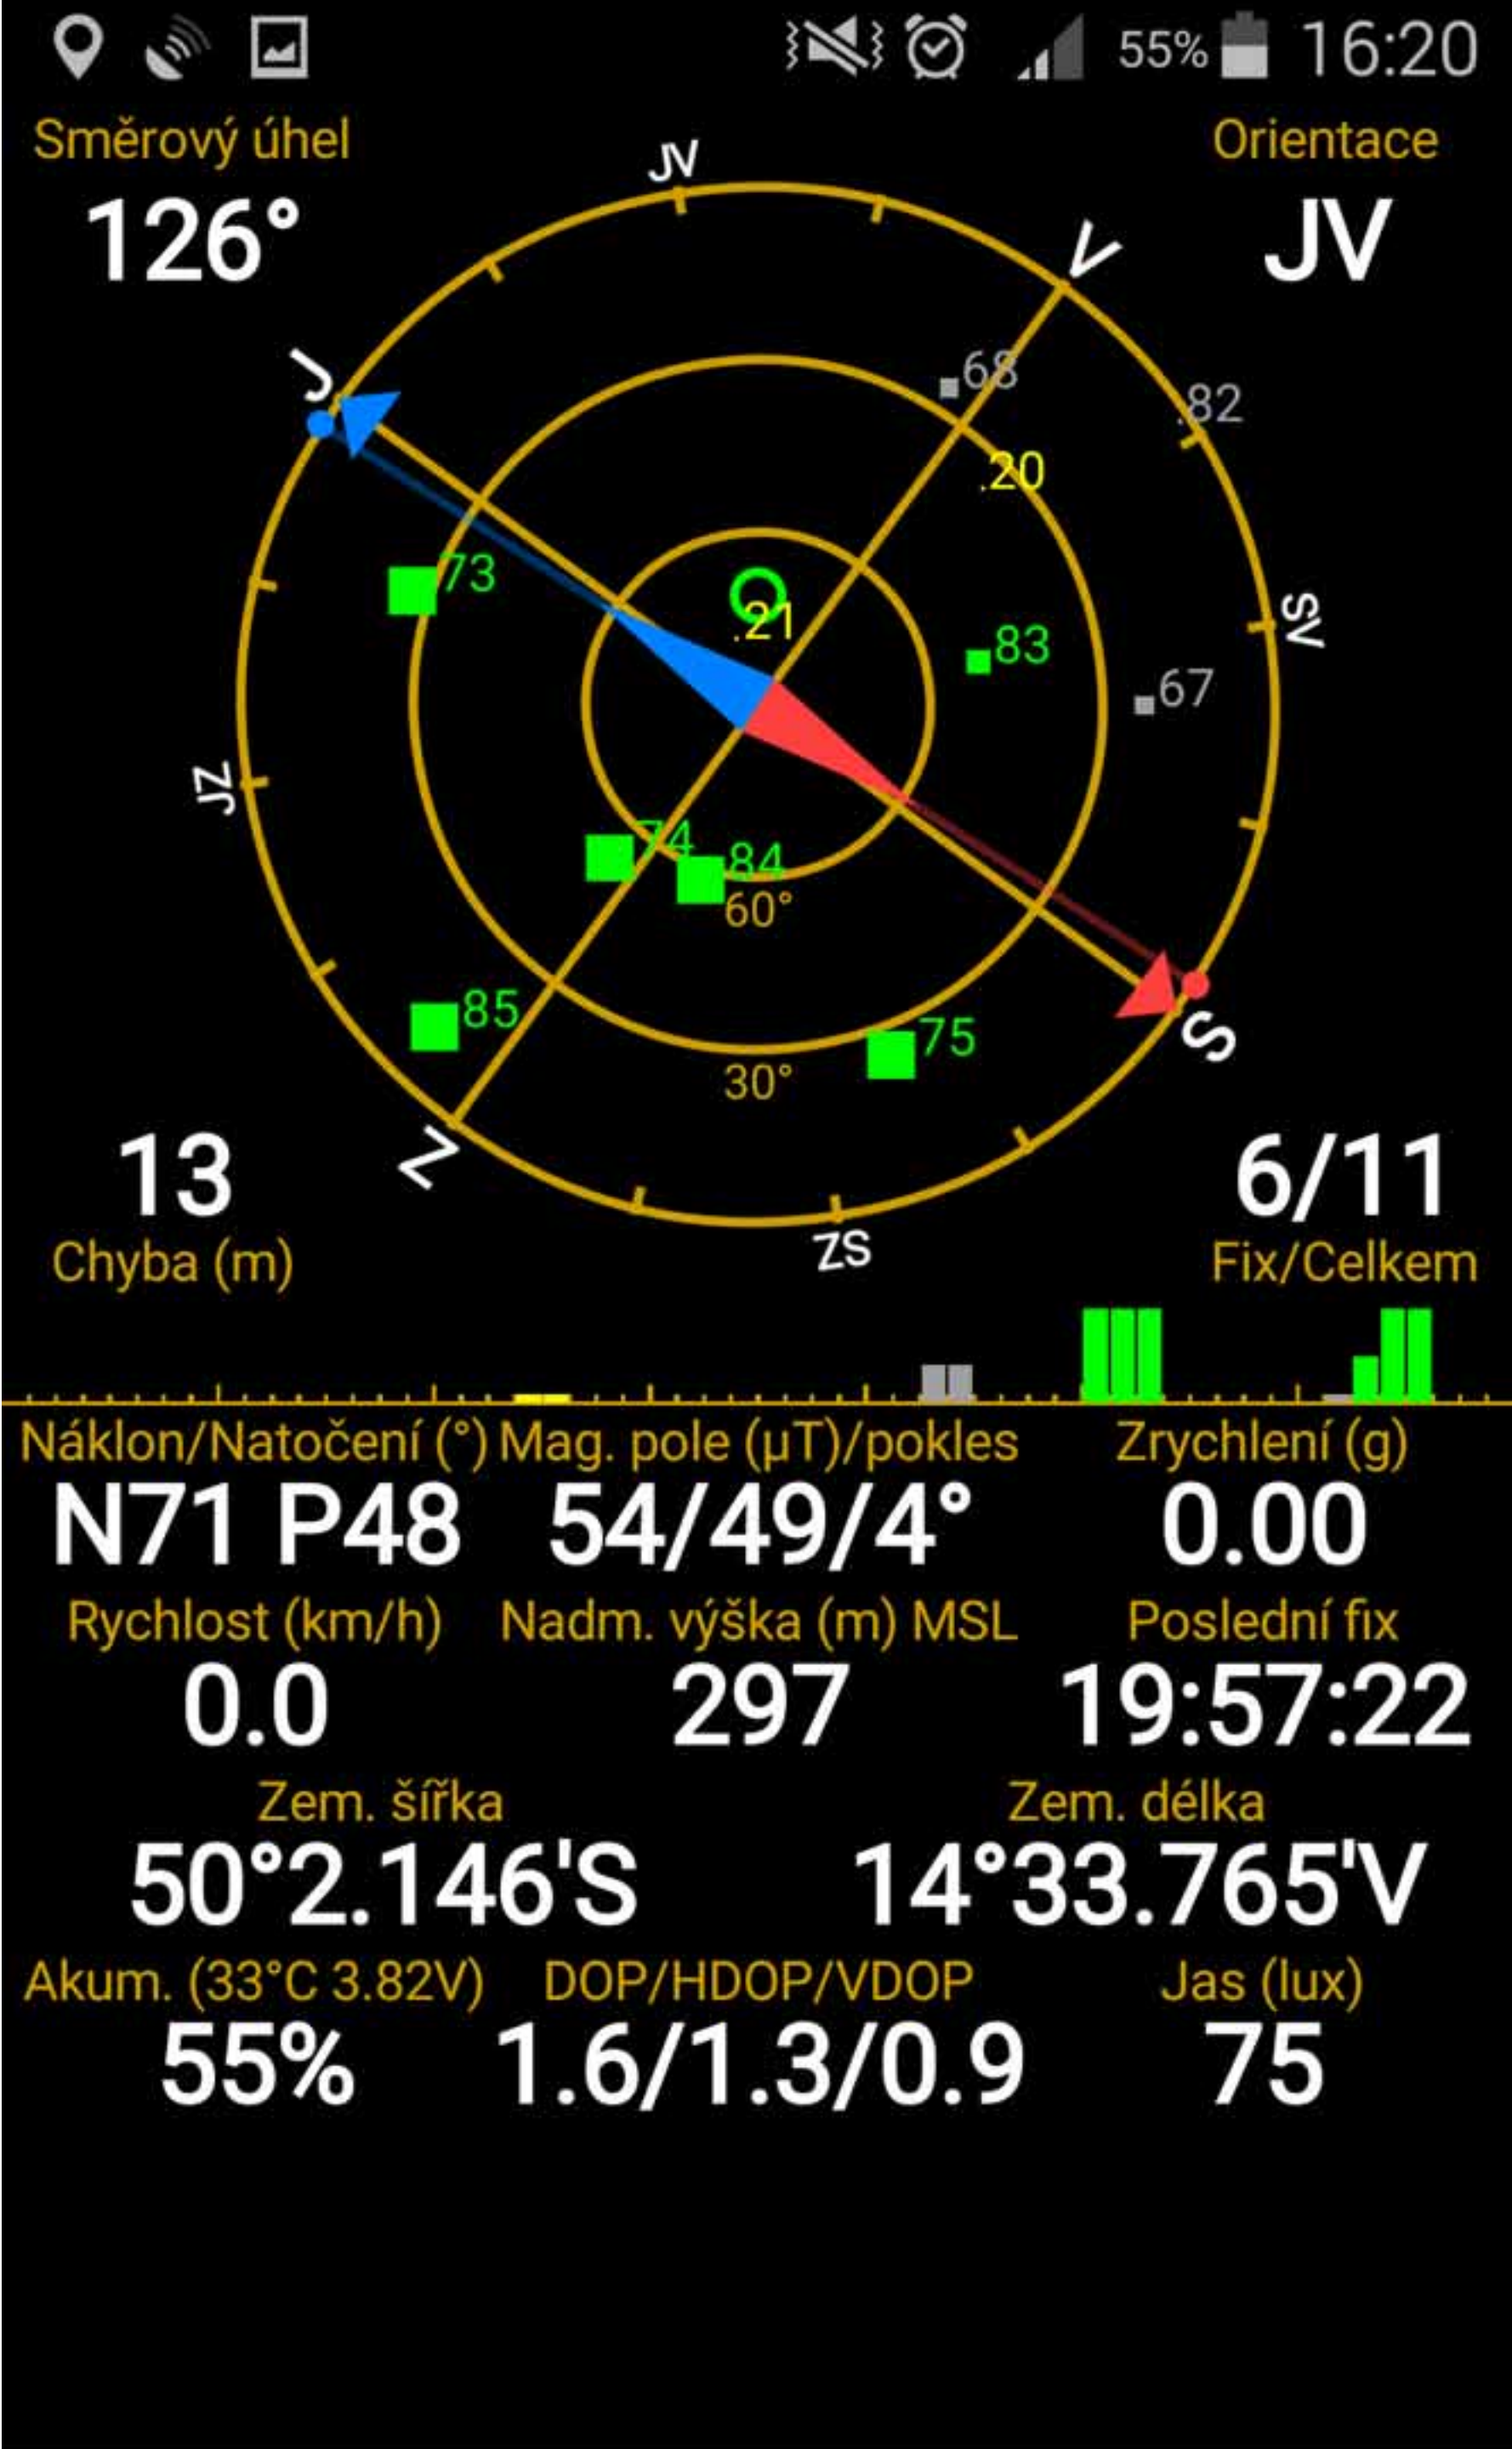 55% 16:20
Směrový úhel
Orientace
126°
JV
JV
V
J
68
.82
.20
73
.21
83
SV
67
JZ
74
84
60°
85
75
S
30°
Z
13
6/11
ZS
Chyba (m)
Fix/Celkem
Náklon/Natočení (°) Mag. pole (µT)/pokles Zrychlení (g)
N71 P48 54/49/4° 0.00
Rychlost (km/h) Nadm. výška (m) MSL Poslední fix
0.0 297 19:57:22
Zem. šířka Zem. délka
50°2.146'S 14°33.765'V
Akum. (33°C 3.82V) DOP/HDOP/VDOP Jas (lux)
55% 1.6/1.3/0.9 75